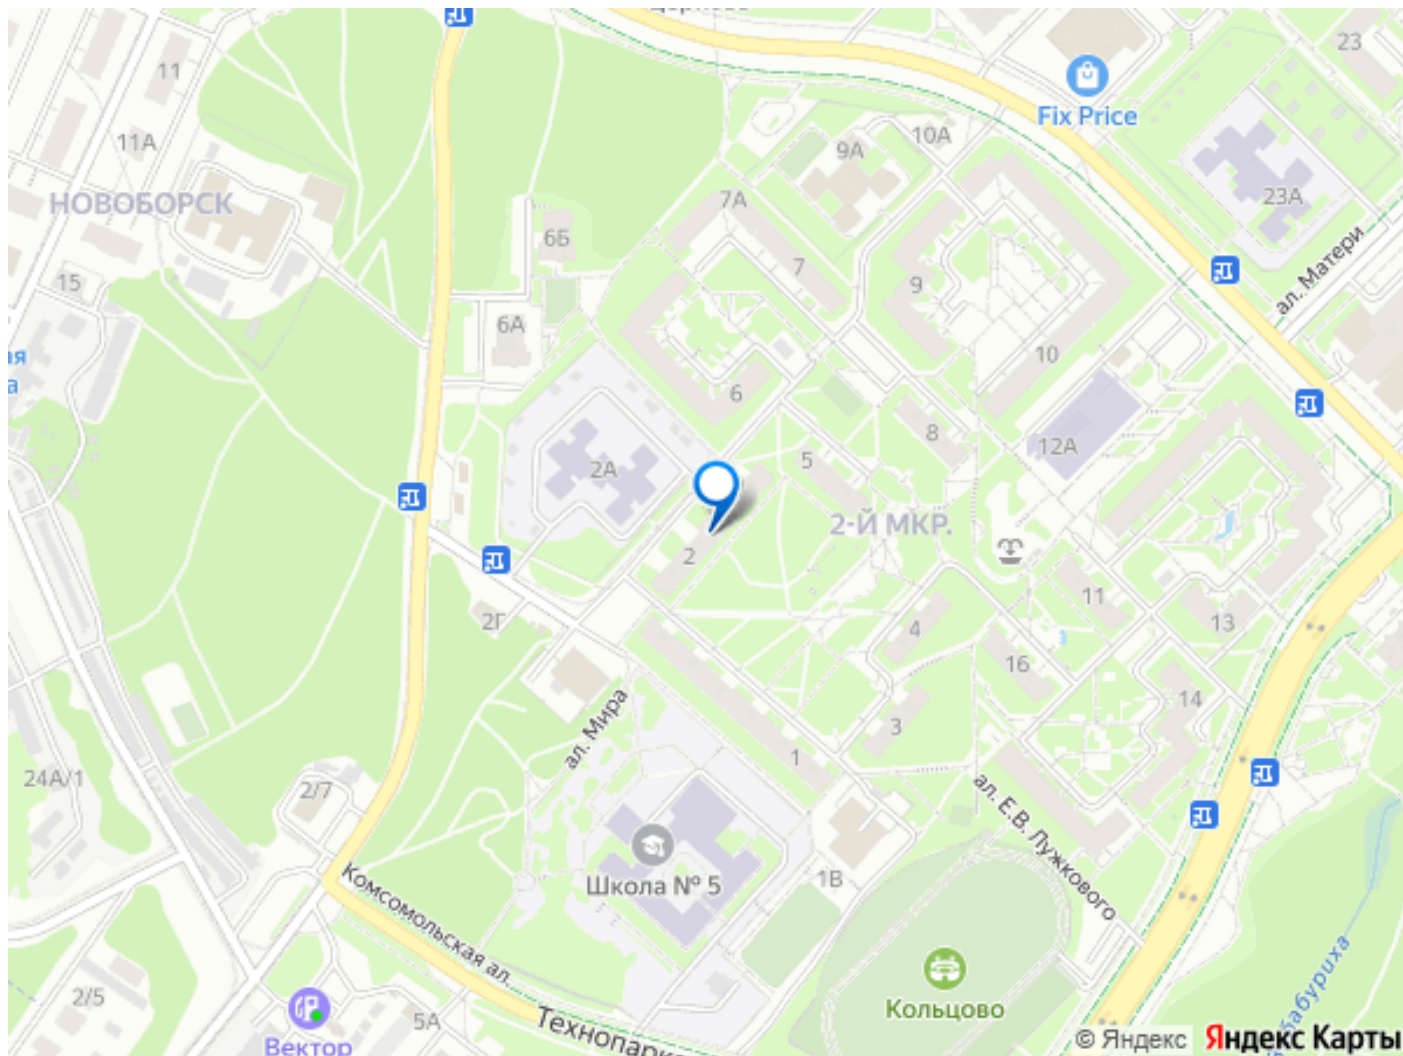 23
11
Fix Price
11А
10А
9А
НОВОБОРСК
7А
23А
6Б
7
ал. Матери
15
9
6А
10
6
8
12А
5
2А
2-Й МКР.
2
11
2Г
4
13
16
14
ал. Мира
3
1
24А/1
2/7
ал. Е.В. Лужкового
Школа № 5
1В
Комсомольская ал.
Кольцово
2/5
5А
Технопарк
Вектор
© Яндекс
Яндекс Карты